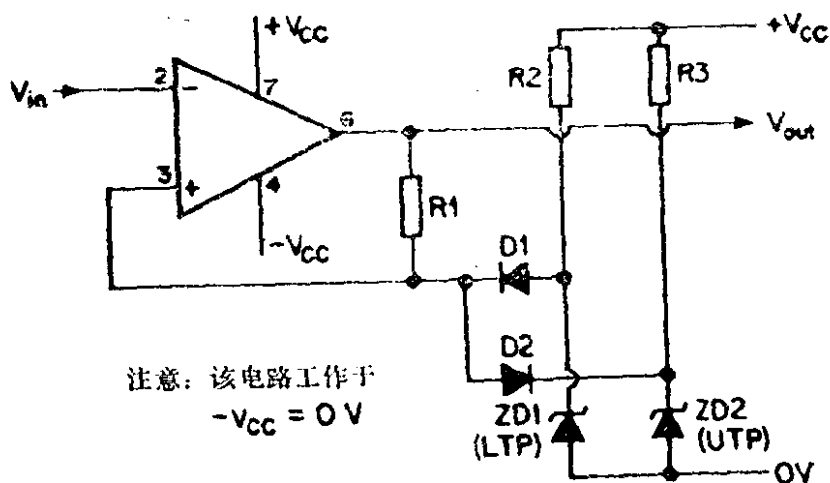 +VCC
+VCC
R2
R3
Vin
2
-
7
6
Vout
3
+
4
R1
-VCC
D1
D2
注意：该电路工作于
-VCC = 0 V
ZD1
(LTP)
ZD2
(UTP)
0V